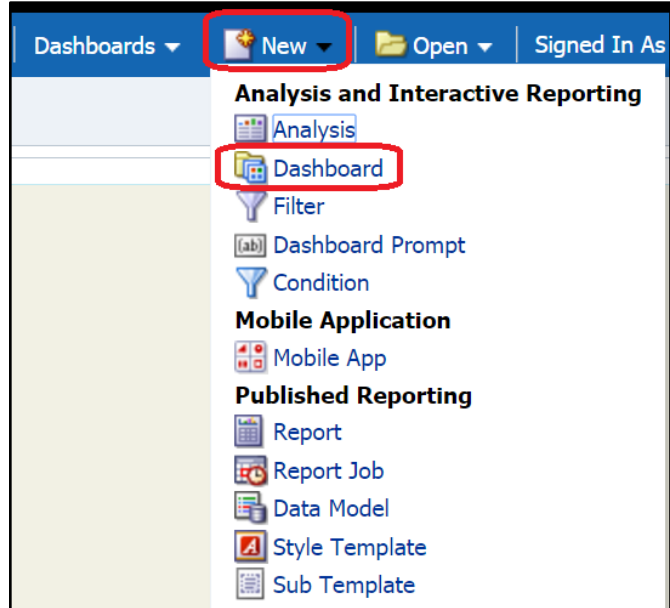 Dashboards New Open Signed In As
Analysis and Interactive Reporting
Analysis
Dashboard
Filter
(ab) Dashboard Prompt
Condition
Mobile Application
Mobile App
Published Reporting
Report
Report Job
Data Model
Style Template
Sub Template